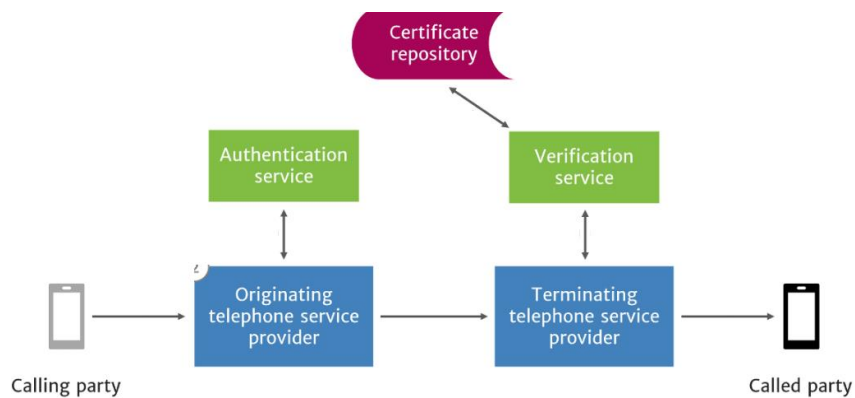 Certificate
repository
Authentication
service
Verification
service
Originating
telephone service
provider
Terminating
telephone service
provider
Calling party
Called party